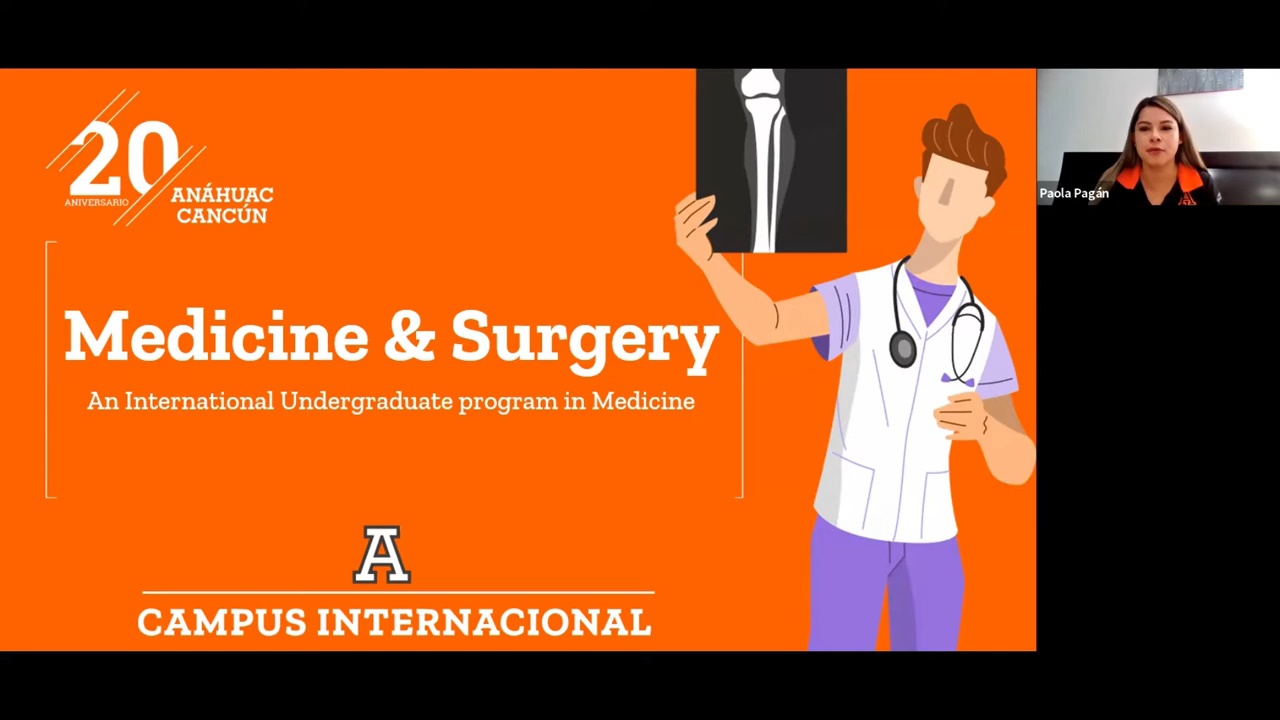 20
ANIVERSARIO
ANÁHUAC
CANCÚN
Medicine & Surgery
An International Undergraduate program in Medicine
A
CAMPUS INTERNACIONAL
Paola Pagán